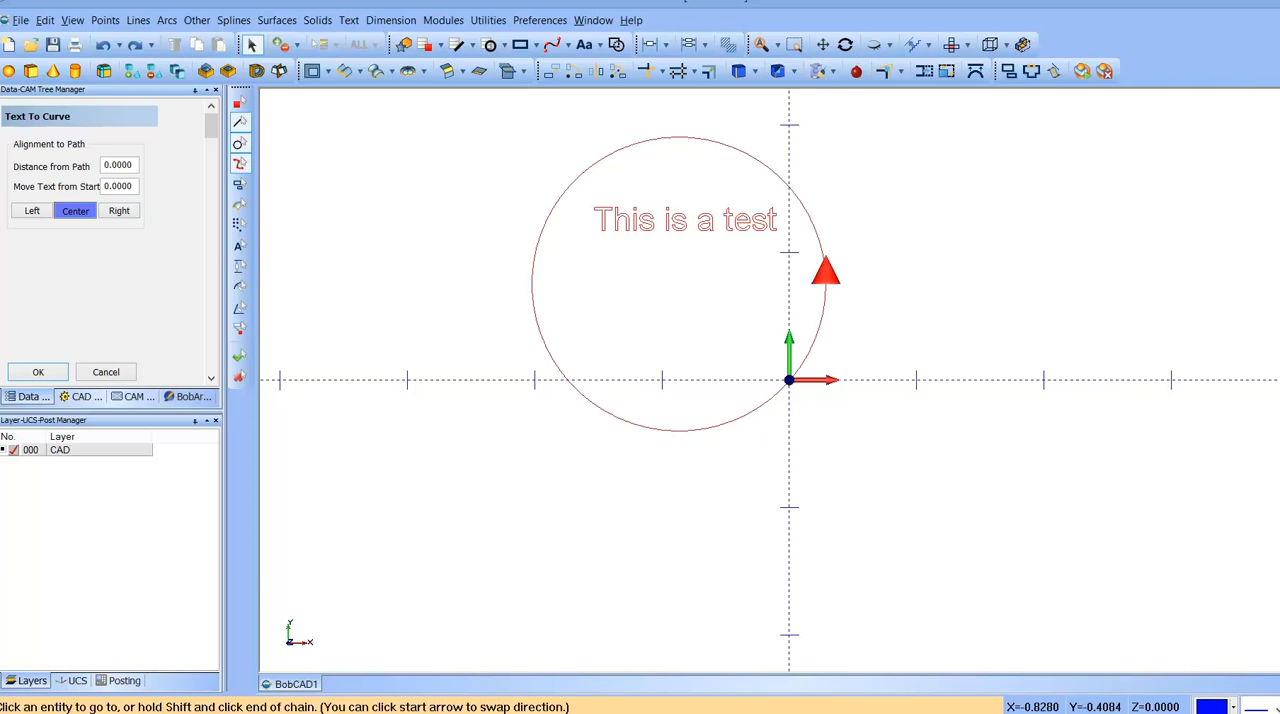 File Edit View Points Lines Arcs Other Splines Surfaces Solids Text Dimension Modules Utilities Preferences Window Help
ALL
Aa
Data-CAM Tree Manager
Text To Curve
Alignment to Path
Distance from Path 0.0000
Move Text from Start 0.0000
Left Center Right
OK Cancel
Data ... CAD ... CAM ... BobAr...
Layer-UCS-Post Manager
No. Layer
000 CAD
Layers UCS Posting
A
This is a test
Y
Z X
BobCAD1
Click an entity to go to, or hold Shift and click end of chain. (You can click start arrow to swap direction.)
X=-0.8280 Y=-0.4084 Z=0.0000